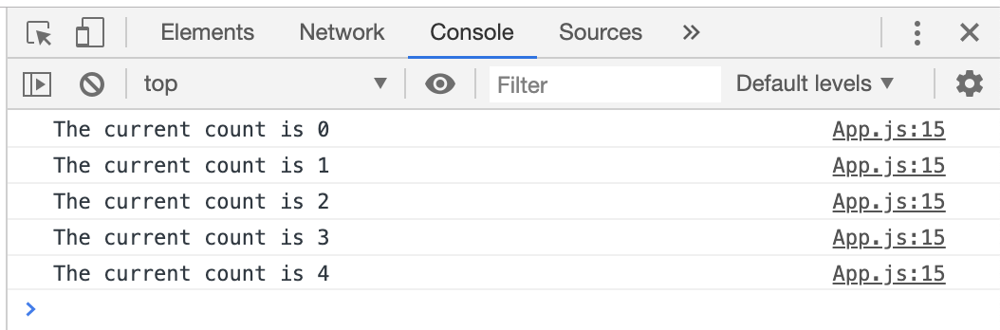 Elements Network Console Sources »
top ▼ Filter Default levels ▼
The current count is 0 App.js:15
The current count is 1 App.js:15
The current count is 2 App.js:15
The current count is 3 App.js:15
The current count is 4 App.js:15